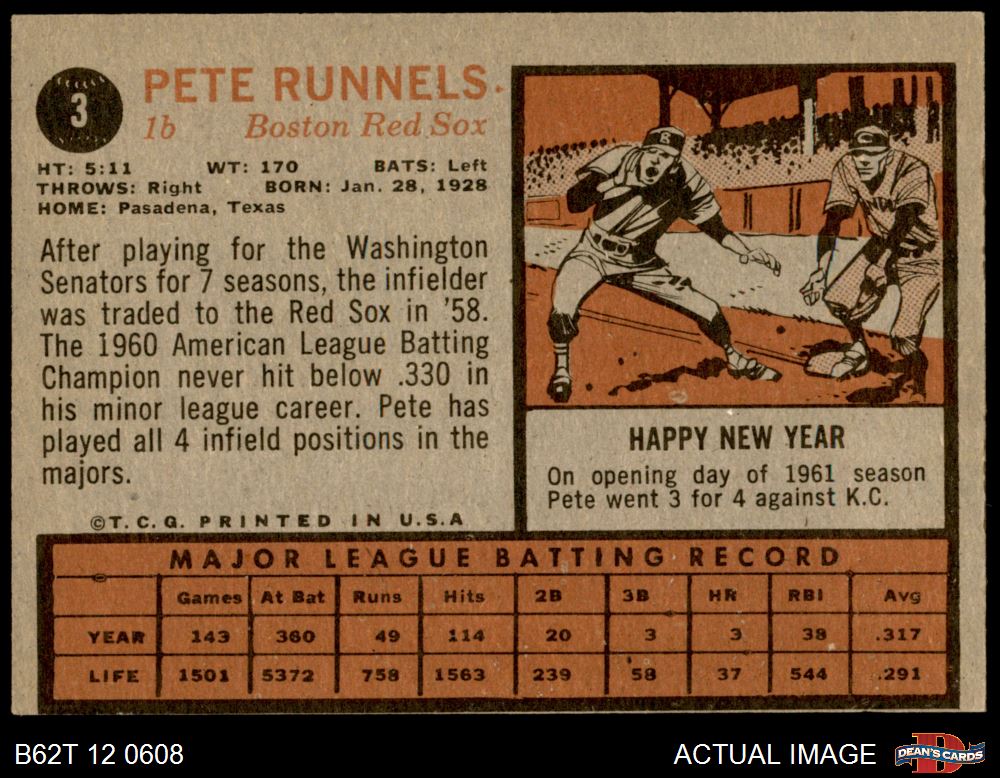 3
PETE RUNNELS
1b Boston Red Sox
HT: 5:11 WT: 170 BATS: Left
THROWS: Right BORN: Jan. 28, 1928
HOME: Pasadena, Texas
After playing for the Washington
Senators for 7 seasons, the infielder
was traded to the Red Sox in '58.
The 1960 American League Batting
Champion never hit below .330 in
his minor league career. Pete has
played all 4 infield positions in the
majors.
©T.C.G. PRINTED IN U.S.A
B
C
HAPPY NEW YEAR
On opening day of 1961 season
Pete went 3 for 4 against K.C.
MAJOR LEAGUE BATTING RECORD
Games At Bat Runs Hits 2B 3B HR RBI Avg
YEAR 143 360 49 114 20 3 3 38 .317
LIFE 1501 5372 758 1563 239 58 37 544 .291
B62T 12 0608 ACTUAL IMAGE
DEAN'S CARDS